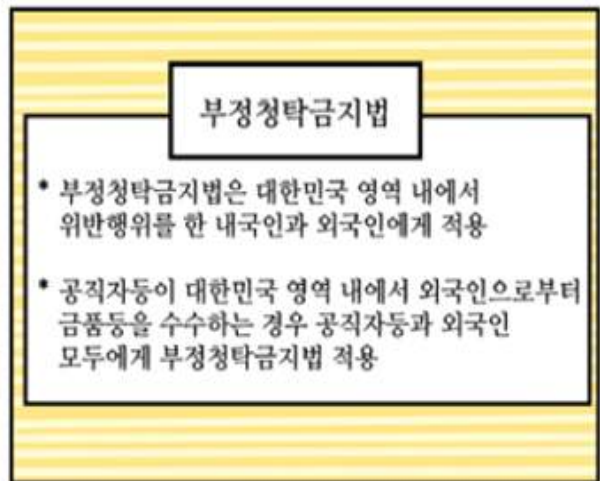 부정청탁금지법
* 부정청탁금지법은 대한민국 영역 내에서
위반행위를 한 내국인과 외국인에게 적용
* 공직자등이 대한민국 영역 내에서 외국인으로부터
금품등을 수수하는 경우 공직자등과 외국인
모두에게 부정청탁금지법 적용